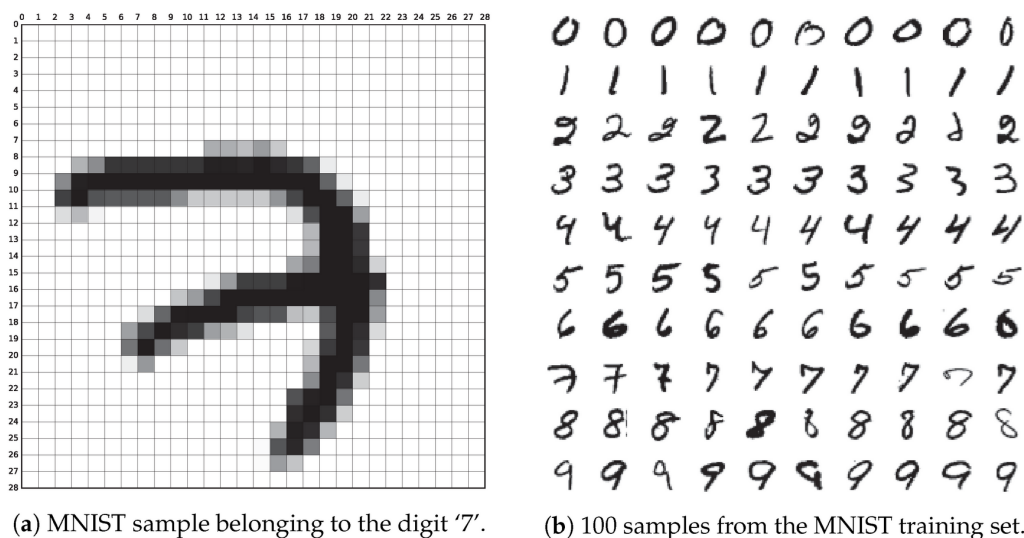 0 1 2 3 4 5 6 7 8 9 10 11 12 13 14 15 16 17 18 19 20 21 22 23 24 25 26 27 28
0
1
2
3
4
5
6
7
8
9
10
11
12
13
14
15
16
17
18
19
20
21
22
23
24
25
26
27
28
0 0 0 0 0 0 0 0 0 0
1 1 1 1 1 1 1 1 1 1
2 2 2 2 2 2 2 2 2 2
3 3 3 3 3 3 3 3 3 3
4 4 4 4 4 4 4 4 4 4
5 5 5 5 5 5 5 5 5 5
6 6 6 6 6 6 6 6 6 6
7 7 7 7 7 7 7 7 7 7
8 8 8 8 8 8 8 8 8 8
9 9 9 9 9 9 9 9 9 9
(a) MNIST sample belonging to the digit ‘7’.
(b) 100 samples from the MNIST training set.